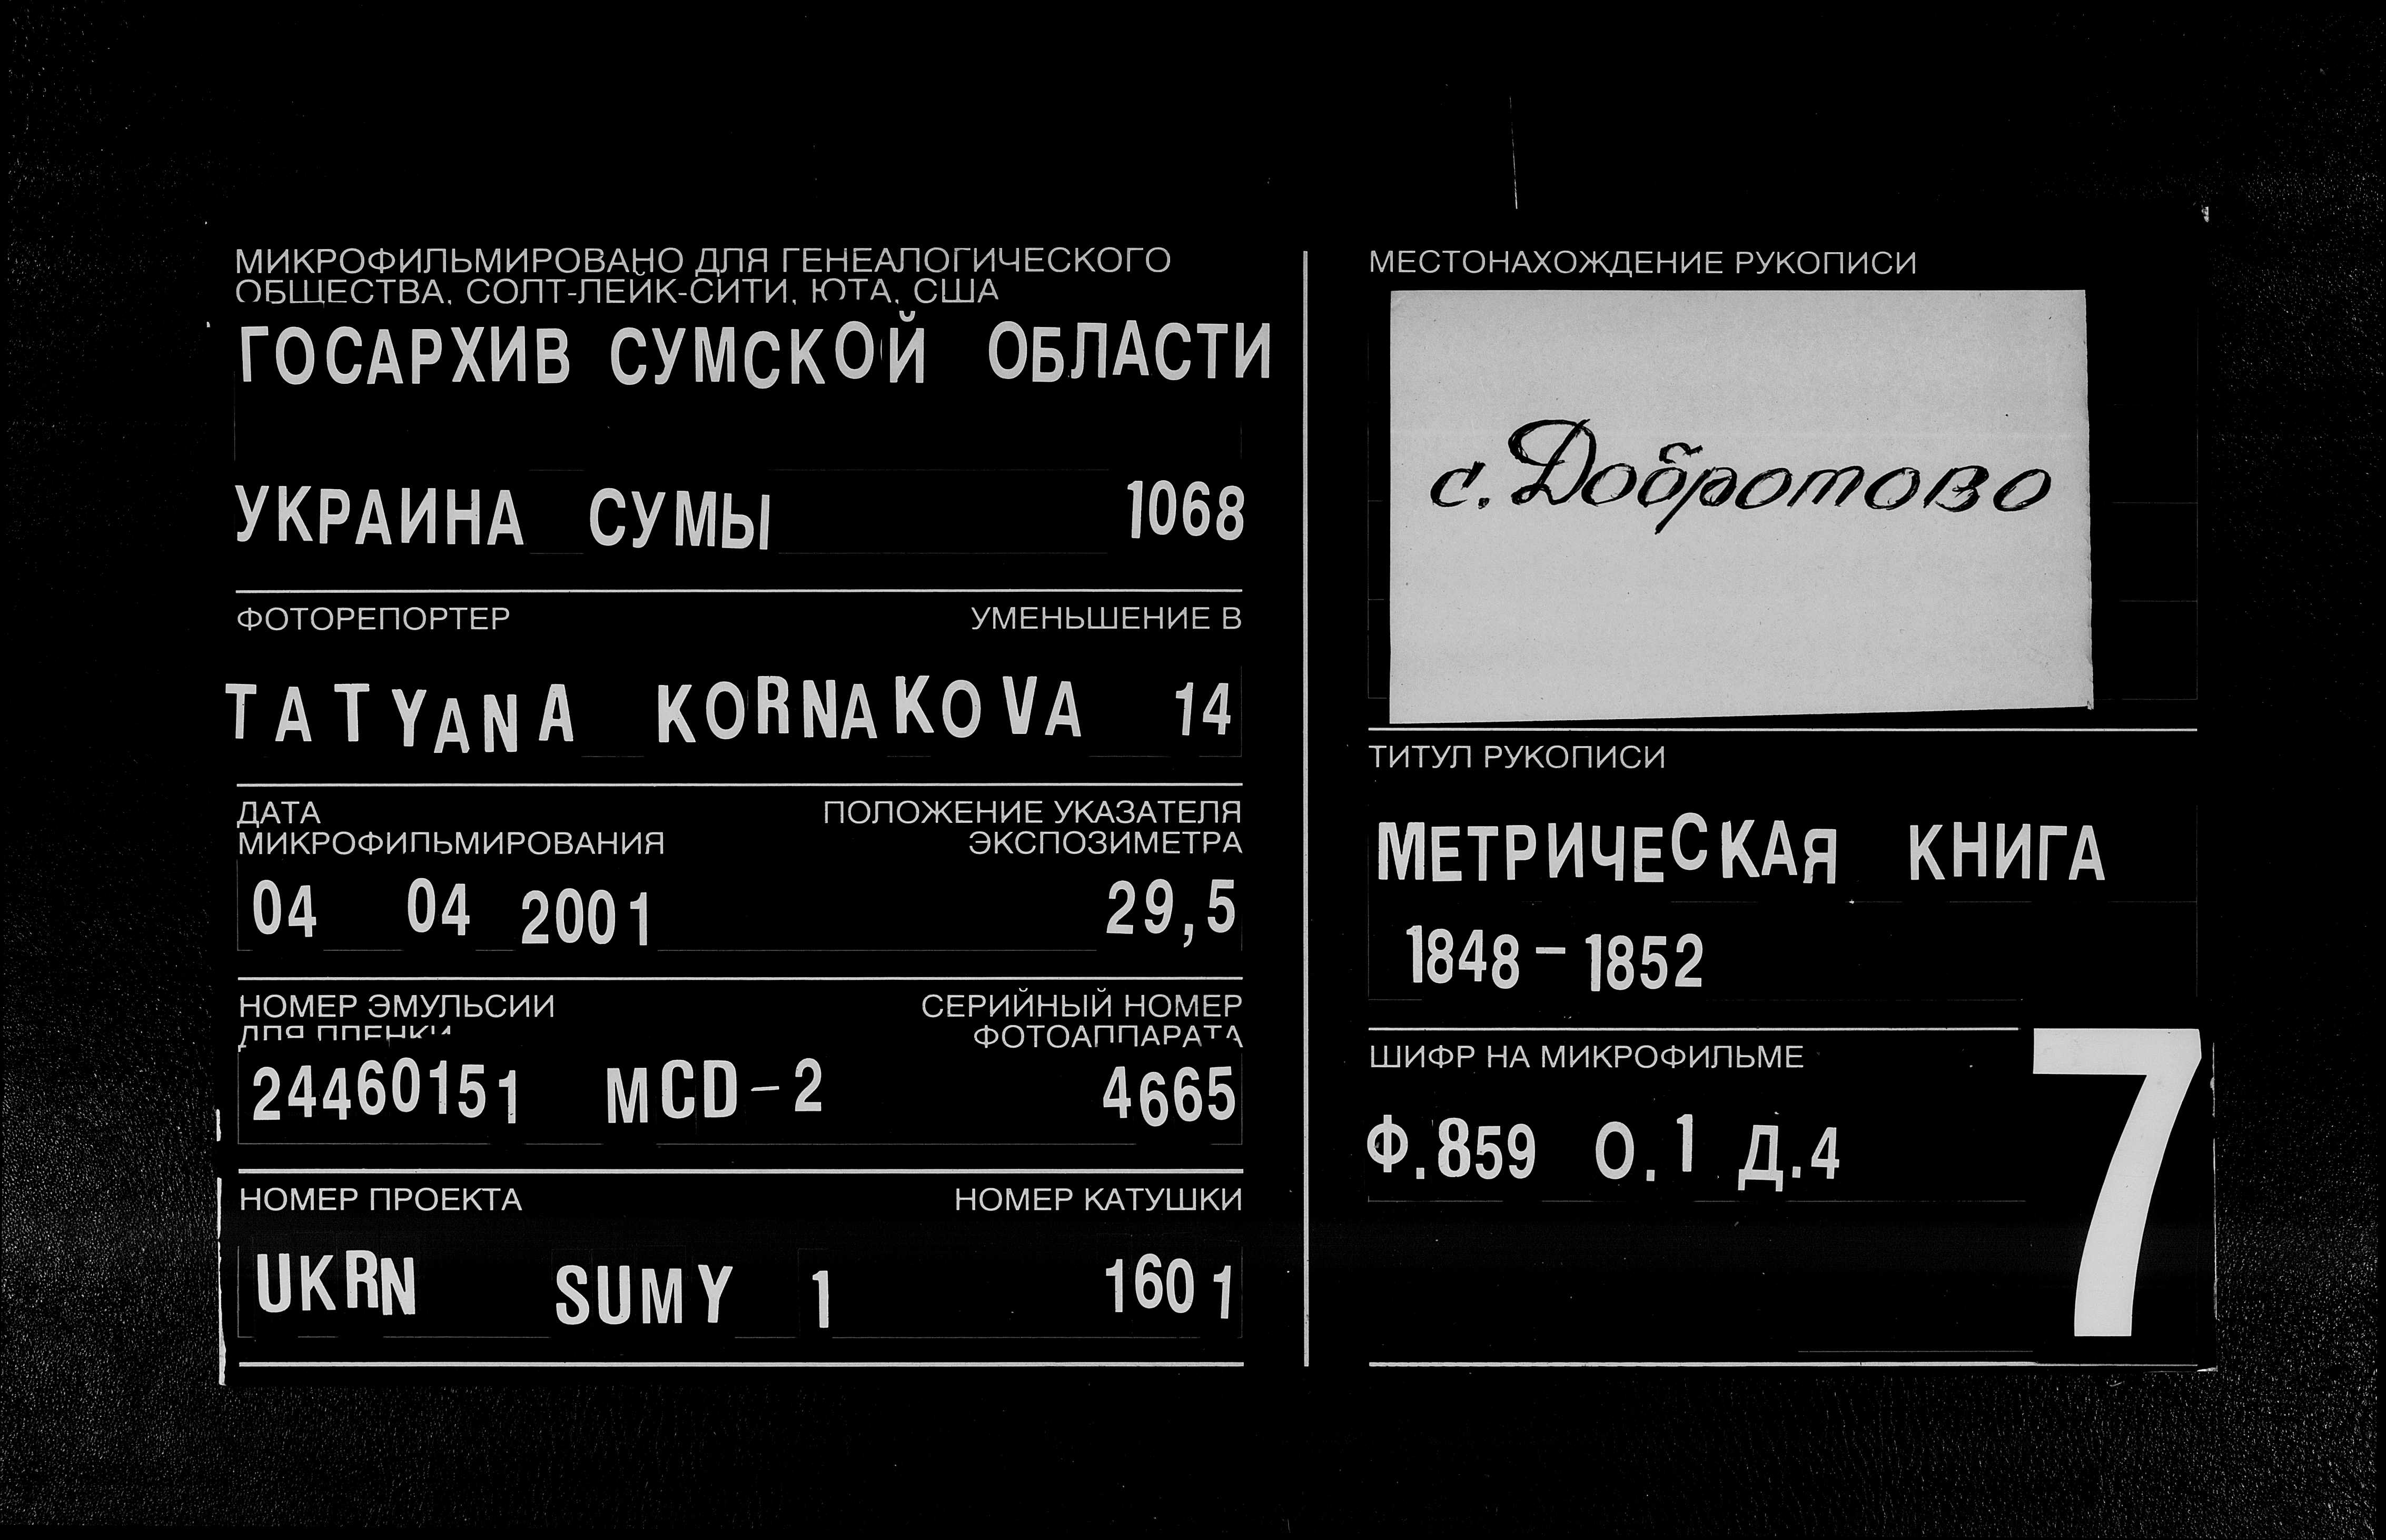 МИКРОФИЛЬМИРОВАНО ДЛЯ ГЕНЕАЛОГИЧЕСКОГО
ОБЩЕСТВА, СОЛТ-ЛЕЙК-СИТИ, ЮТА, США
ГОСАРХИВ СУМСКОЙ ОБЛАСТИ
УКРАИНА СУМЫ 1068
ФОТОРЕПОРТЕР УМЕНЬШЕНИЕ В
TATYANA KORNAKOVA 14
ДАТА ПОЛОЖЕНИЕ УКАЗАТЕЛЯ
МИКРОФИЛЬМИРОВАНИЯ ЭКСПОЗИМЕТРА
04 04 2001 29,5
НОМЕР ЭМУЛЬСИИ СЕРИЙНЫЙ НОМЕР
ДЛЯ ПЛЕНКИ ФОТОАППАРАТА
24460151 MCD-2 4665
НОМЕР ПРОЕКТА НОМЕР КАТУШКИ
UKRN SUMY 1 1601
МЕСТОНАХОЖДЕНИЕ РУКОПИСИ
с. Добротово
ТИТУЛ РУКОПИСИ
МЕТРИЧЕСКАЯ КНИГА
1848-1852
ШИФР НА МИКРОФИЛЬМЕ
Ф.859 О.1 Д.4
7